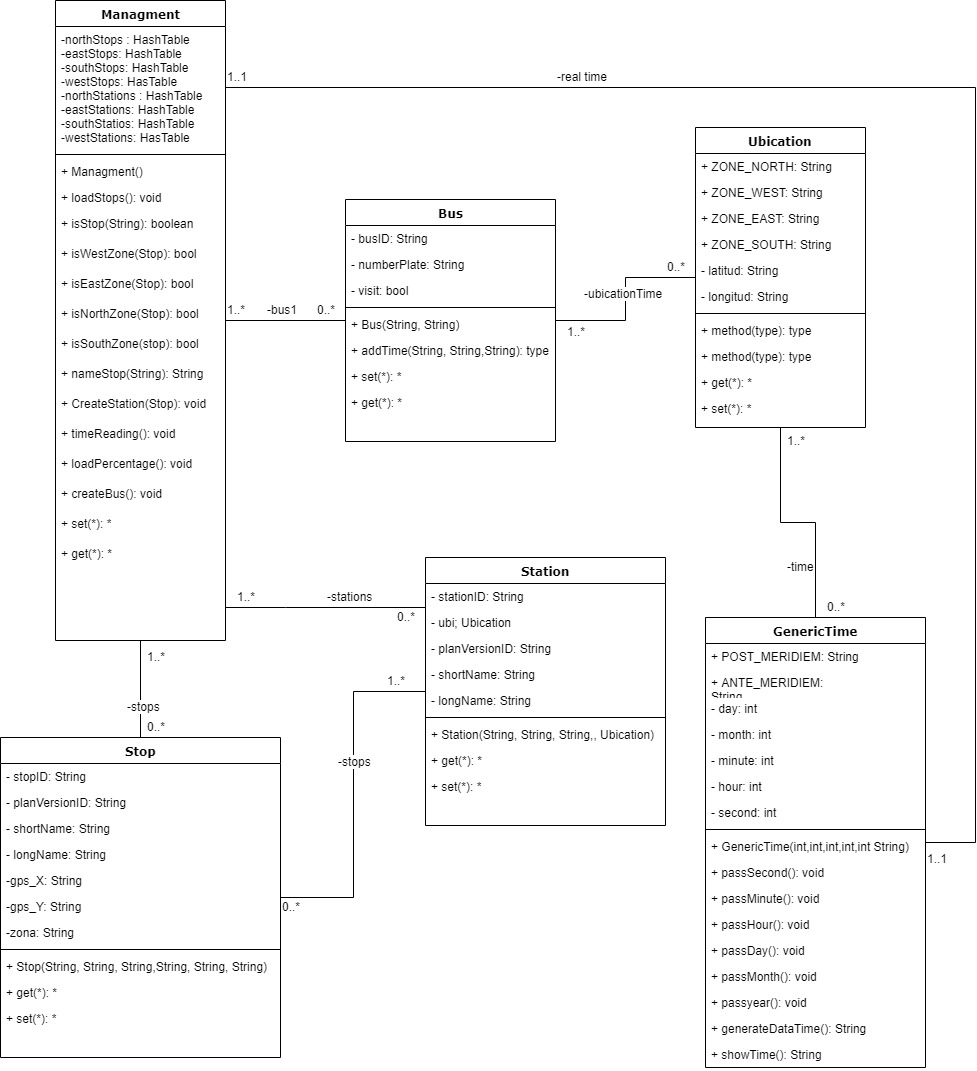 Managment
-northStops : HashTable
-eastStops: HashTable
-southStops: HashTable
-westStops: HasTable
-northStations : HashTable
-eastStations: HashTable
-southStatios: HashTable
-westStations: HasTable
+ Managment()
+ loadStops(): void
+ isStop(String): boolean
+ isWestZone(Stop): bool
+ isEastZone(Stop): bool
+ isNorthZone(Stop): bool
+ isSouthZone(stop): bool
+ nameStop(String): String
+ CreateStation(Stop): void
+ timeReading(): void
+ loadPercentage(): void
+ createBus(): void
+ set(*): *
+ get(*): *
1..1
-real time
1..*
-bus1
0..*
Bus
- busID: String
- numberPlate: String
- visit: bool
+ Bus(String, String)
+ addTime(String, String,String): type
+ set(*): *
+ get(*): *
0..*
-ubicationTime
1..*
Ubication
+ ZONE_NORTH: String
+ ZONE_WEST: String
+ ZONE_EAST: String
+ ZONE_SOUTH: String
- latitud: String
- longitud: String
+ method(type): type
+ method(type): type
+ get(*): *
+ set(*): *
1..*
-time
0..*
1..*
-stations
0..*
Station
- stationID: String
- ubi; Ubication
- planVersionID: String
- shortName: String
- longName: String
+ Station(String, String, String,, Ubication)
+ get(*): *
+ set(*): *
1..*
-stops
0..*
1..*
-stops
0..*
Stop
- stopID: String
- planVersionID: String
- shortName: String
- longName: String
-gps_X: String
-gps_Y: String
-zona: String
+ Stop(String, String, String,String, String, String)
+ get(*): *
+ set(*): *
GenericTime
+ POST_MERIDIEM: String
+ ANTE_MERIDIEM:
String
- day: int
- month: int
- minute: int
- hour: int
- second: int
+ GenericTime(int,int,int,int,int String)
+ passSecond(): void
+ passMinute(): void
+ passHour(): void
+ passDay(): void
+ passMonth(): void
+ passyear(): void
+ generateDataTime(): String
+ showTime(): String
1..1